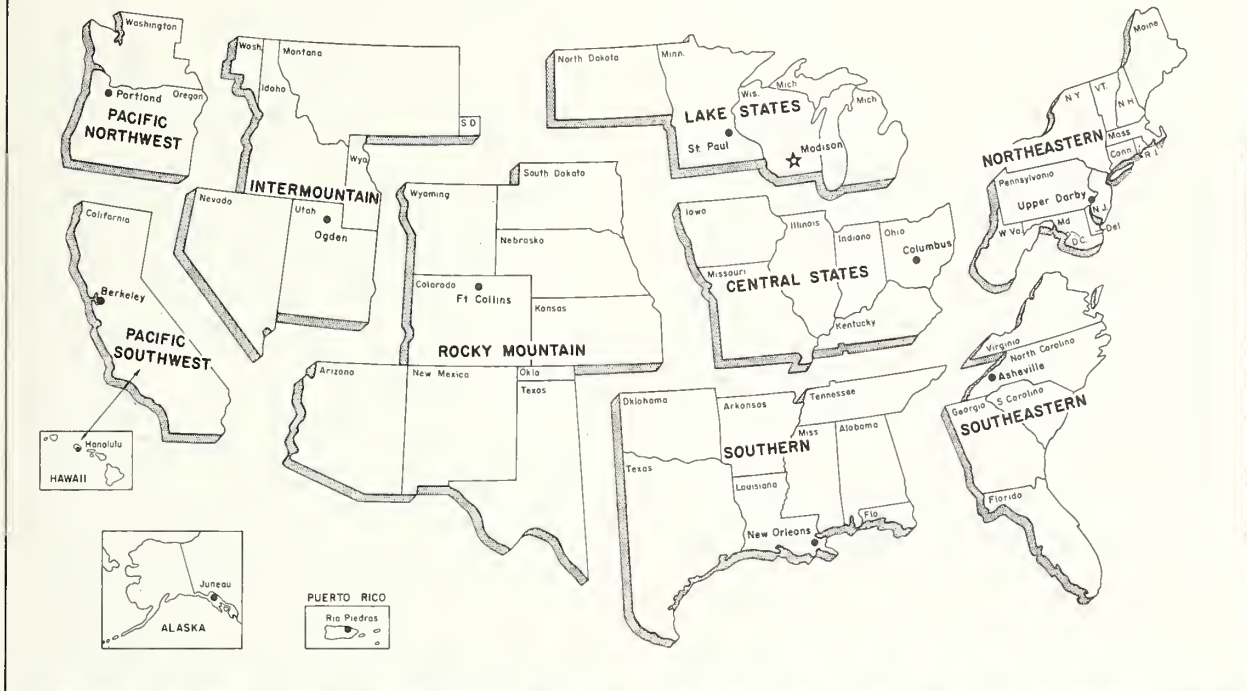 Washington
Portland
Oregon
PACIFIC
NORTHWEST
Wash.
Idaho
Montana
S D
Wyo.
INTERMOUNTAIN
Nevada
Utah
Ogden
California
Berkeley
PACIFIC
SOUTHWEST
Honolulu
HAWAII
Wyoming
South Dakota
Nebraska
Colorado
Ft Collins
Kansas
ROCKY MOUNTAIN
Arizona
New Mexico
Okla
Texas
North Dakota
Minn.
Wis.
Mich
Mich
LAKE STATES
St Paul
Madison
Iowa
Illinois
Indiana
Ohio
Columbus
Missouri
CENTRAL STATES
Kentucky
Oklahoma
Arkansas
Tennessee
SOUTHERN
Miss
Alabama
Texas
Louisiana
Fla
New Orleans
Maine
N.Y
VT.
N H
Mass
NORTHEASTERN
Conn
R I
Pennsylvania
Upper Darby
N J.
W Va
Md
D C.
Del
Virginia
North Carolina
Asheville
Georgia
S Carolina
SOUTHEASTERN
Florida
Juneau
ALASKA
PUERTO RICO
Rio Piedras